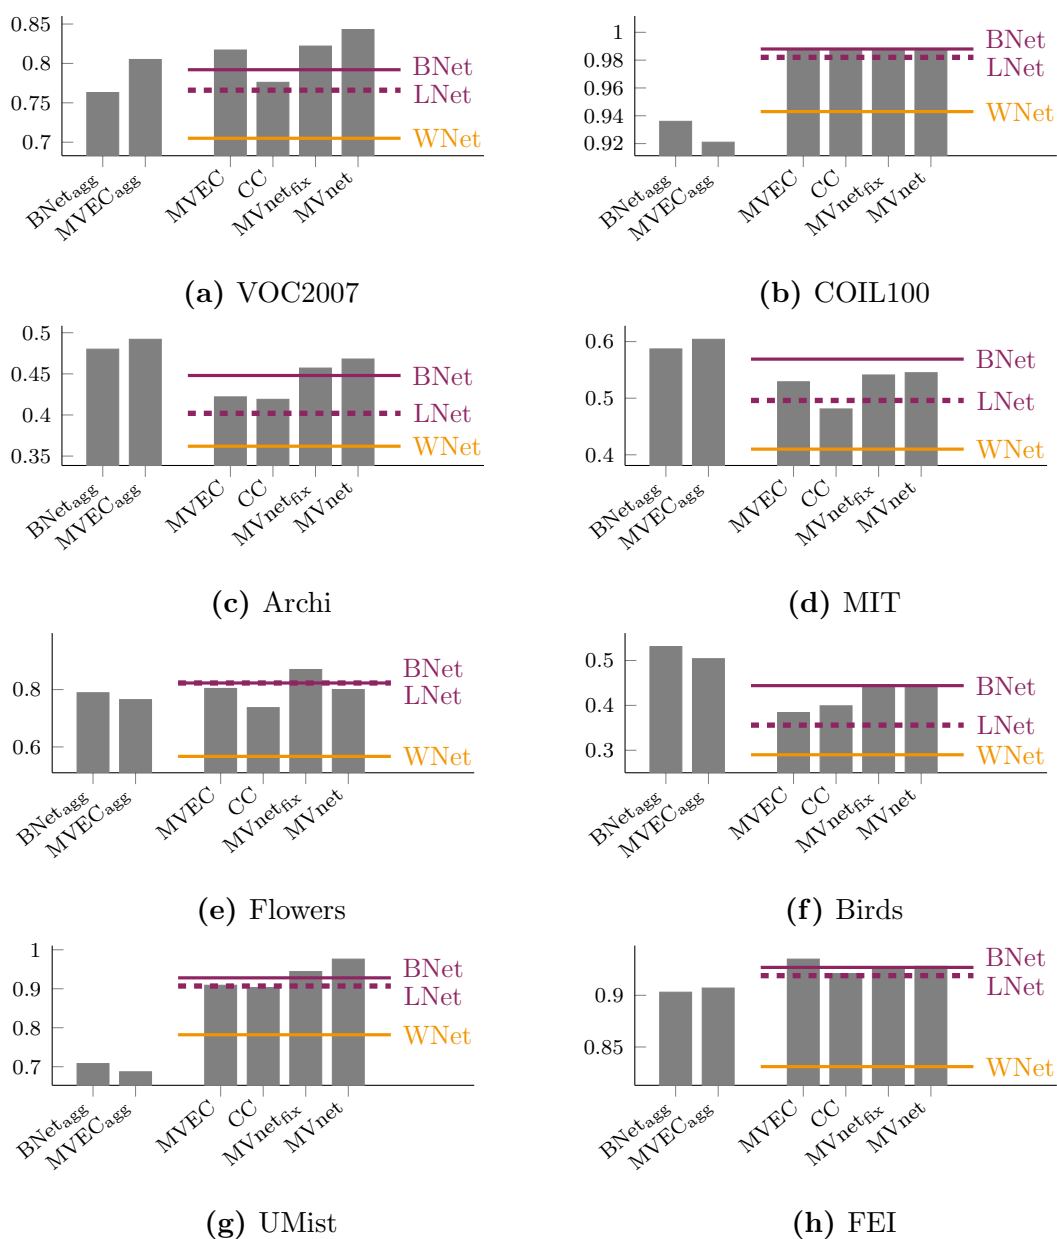 0.85
0.8
0.75
0.7
BNet
LNet
WNet
BNetagg
MVECagg
MVEC
CC
MVnetfix
MVnet
(a) VOC2007
1
0.98
0.96
0.94
0.92
BNet
LNet
WNet
BNetagg
MVECagg
MVEC
CC
MVnetfix
MVnet
(b) COIL100
0.5
0.45
0.4
0.35
BNet
LNet
WNet
BNetagg
MVECagg
MVEC
CC
MVnetfix
MVnet
(c) Archi
0.6
0.5
0.4
BNet
LNet
WNet
BNetagg
MVECagg
MVEC
CC
MVnetfix
MVnet
(d) MIT
0.8
0.6
BNet
LNet
WNet
BNetagg
MVECagg
MVEC
CC
MVnetfix
MVnet
(e) Flowers
0.5
0.4
0.3
BNet
LNet
WNet
BNetagg
MVECagg
MVEC
CC
MVnetfix
MVnet
(f) Birds
1
0.9
0.8
0.7
BNet
LNet
WNet
BNetagg
MVECagg
MVEC
CC
MVnetfix
MVnet
(g) UMist
0.9
0.85
BNet
LNet
WNet
BNetagg
MVECagg
MVEC
CC
MVnetfix
MVnet
(h) FEI